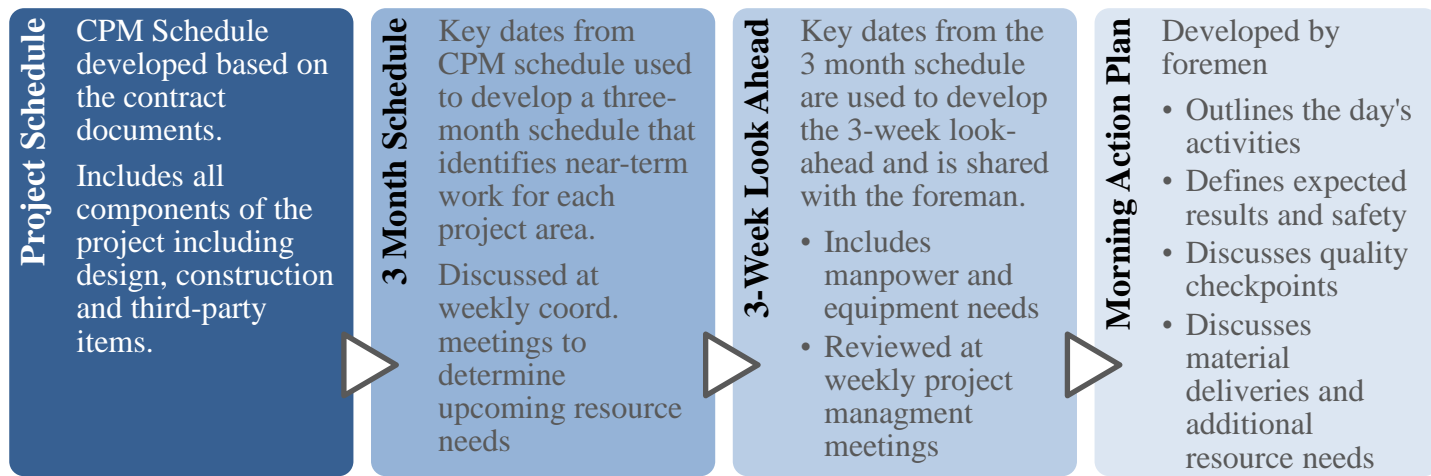 Project Schedule
CPM Schedule
developed based on
the contract
documents.
Includes all
components of the
project including
design, construction
and third-party
items.
3 Month Schedule
Key dates from
CPM schedule used
to develop a three-
month schedule that
identifies near-term
work for each
project area.
Discussed at
weekly coord.
meetings to
determine
upcoming resource
needs
3-Week Look Ahead
Key dates from the
3 month schedule
are used to develop
the 3-week look-
ahead and is shared
with the foreman.
• Includes
manpower and
equipment needs
• Reviewed at
weekly project
managment
meetings
Morning Action Plan
Developed by
foremen
• Outlines the day's
activities
• Defines expected
results and safety
• Discusses quality
checkpoints
• Discusses
material
deliveries and
additional
resource needs